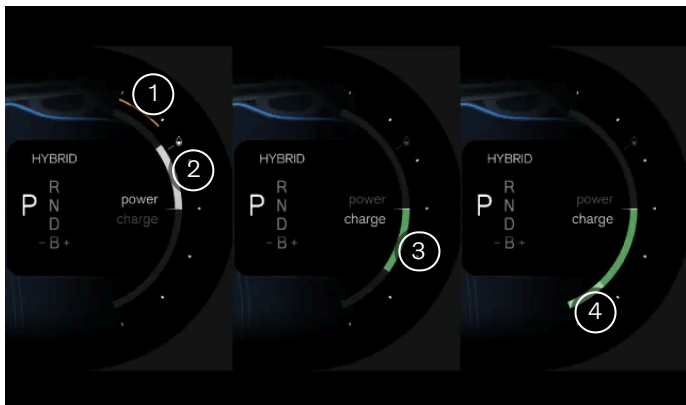 1
2
HYBRID
P
R
N
D
- B +
power
charge
HYBRID
P
R
N
D
- B +
power
charge
3
HYBRID
P
R
N
D
- B +
power
charge
4